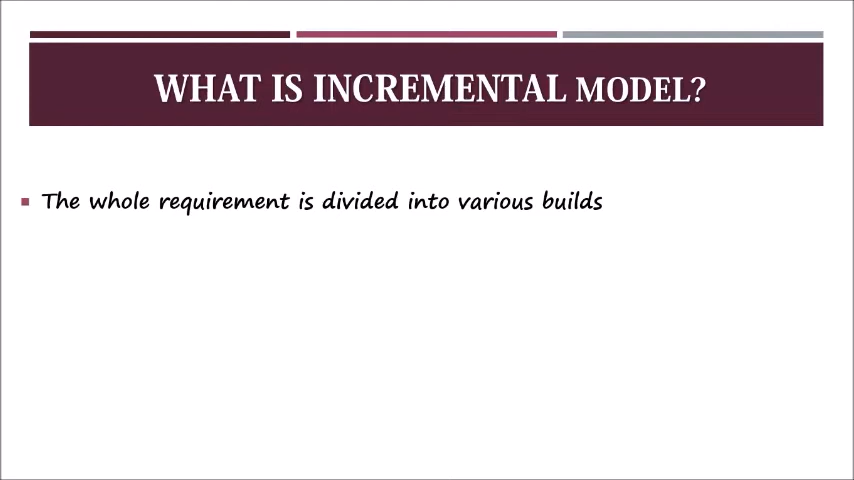 WHAT IS INCREMENTAL MODEL?
The whole requirement is divided into various builds